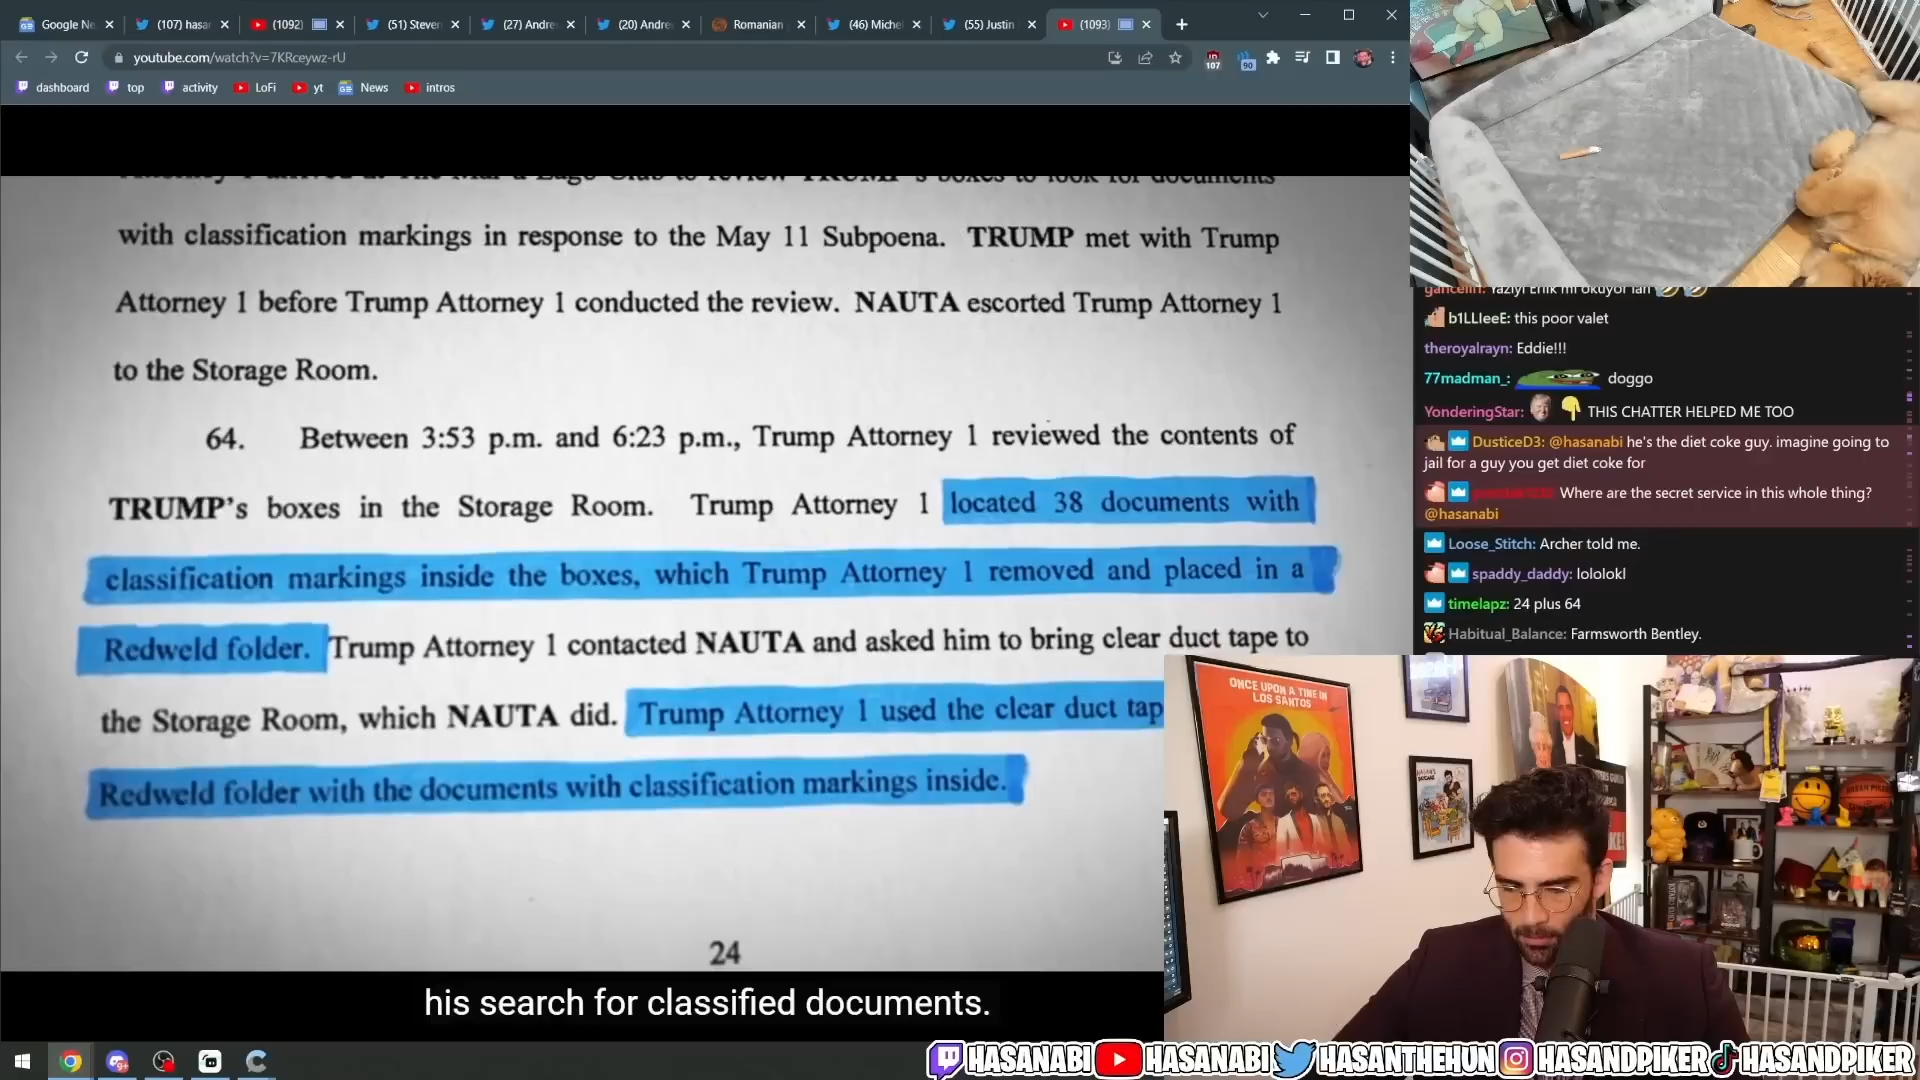 Google Ne
(107) hasar
(1092)
(51) Steven
(27) Andre
(20) Andre
Romanian
(46) Michel
(55) Justin
(1093)
youtube.com/watch?v=7KRceywz-rU
107
90
dashboard
top
activity
LoFi
yt
News
intros
with classification markings in response to the May 11 Subpoena. TRUMP met with Trump
Attorney 1 before Trump Attorney 1 conducted the review. NAUTA escorted Trump Attorney 1
to the Storage Room.
64. Between 3:53 p.m. and 6:23 p.m., Trump Attorney 1 reviewed the contents of
TRUMP's boxes in the Storage Room. Trump Attorney 1 located 38 documents with
classification markings inside the boxes, which Trump Attorney 1 removed and placed in a
Redweld folder. Trump Attorney 1 contacted NAUTA and asked him to bring clear duct tape to
the Storage Room, which NAUTA did. Trump Attorney 1 used the clear duct tap
Redweld folder with the documents with classification markings inside.
24
his search for classified documents.
b1LLIeeE: this poor valet
theroyalrayn: Eddie!!!
77madman_: doggo
YonderingStar: THIS CHATTER HELPED ME TOO
DusticeD3: @hasanabi he's the diet coke guy. imagine going to
jail for a guy you get diet coke for
Where are the secret service in this whole thing?
@hasanabi
Loose_Stitch: Archer told me.
spaddy_daddy: lololokl
timelapz: 24 plus 64
Habitual_Balance: Farmsworth Bentley.
ONCE UPON A TIME IN
LOS SANTOS
HASANABI
HASANABI
HASANTHEHUN
HASANDPIKER
HASANDPIKER